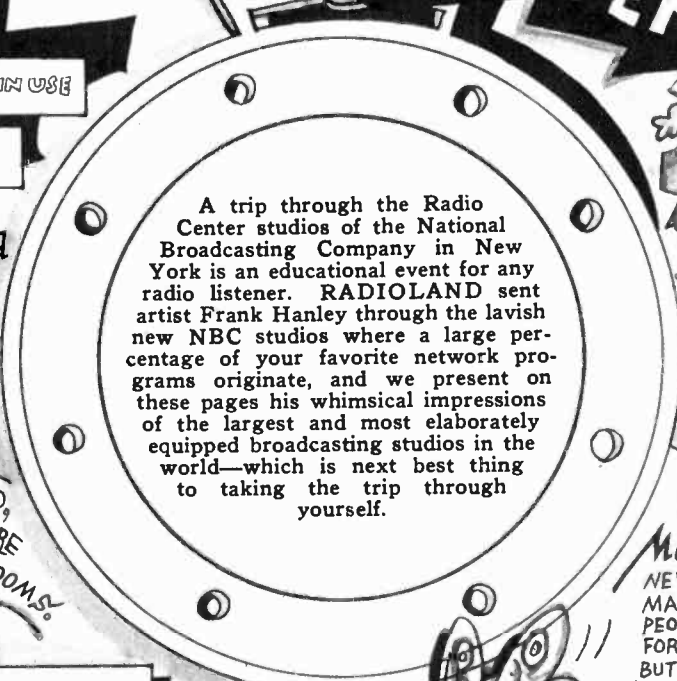 IN USE
A trip through the Radio
Center studios of the National
Broadcasting Company in New
York is an educational event for any
radio listener. RADIOLAND sent
artist Frank Hanley through the lavish
new NBC studios where a large per-
centage of your favorite network pro-
grams originate, and we present on
these pages his whimsical impressions
of the largest and most elaborately
equipped broadcasting studios in the
world—which is next best thing
to taking the trip through
yourself.
FOR
BUT